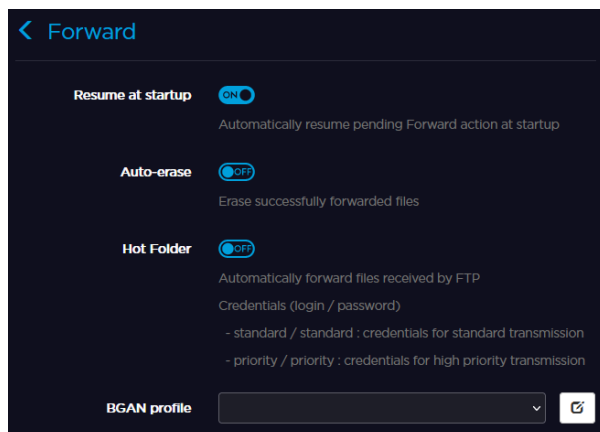 Forward
Resume at startup ON
Automatically resume pending Forward action at startup
Auto-erase OFF
Erase successfully forwarded files
Hot Folder OFF
Automatically forward files received by FTP
Credentials (login / password)
- standard / standard : credentials for standard transmission
- priority / priority : credentials for high priority transmission
BGAN profile